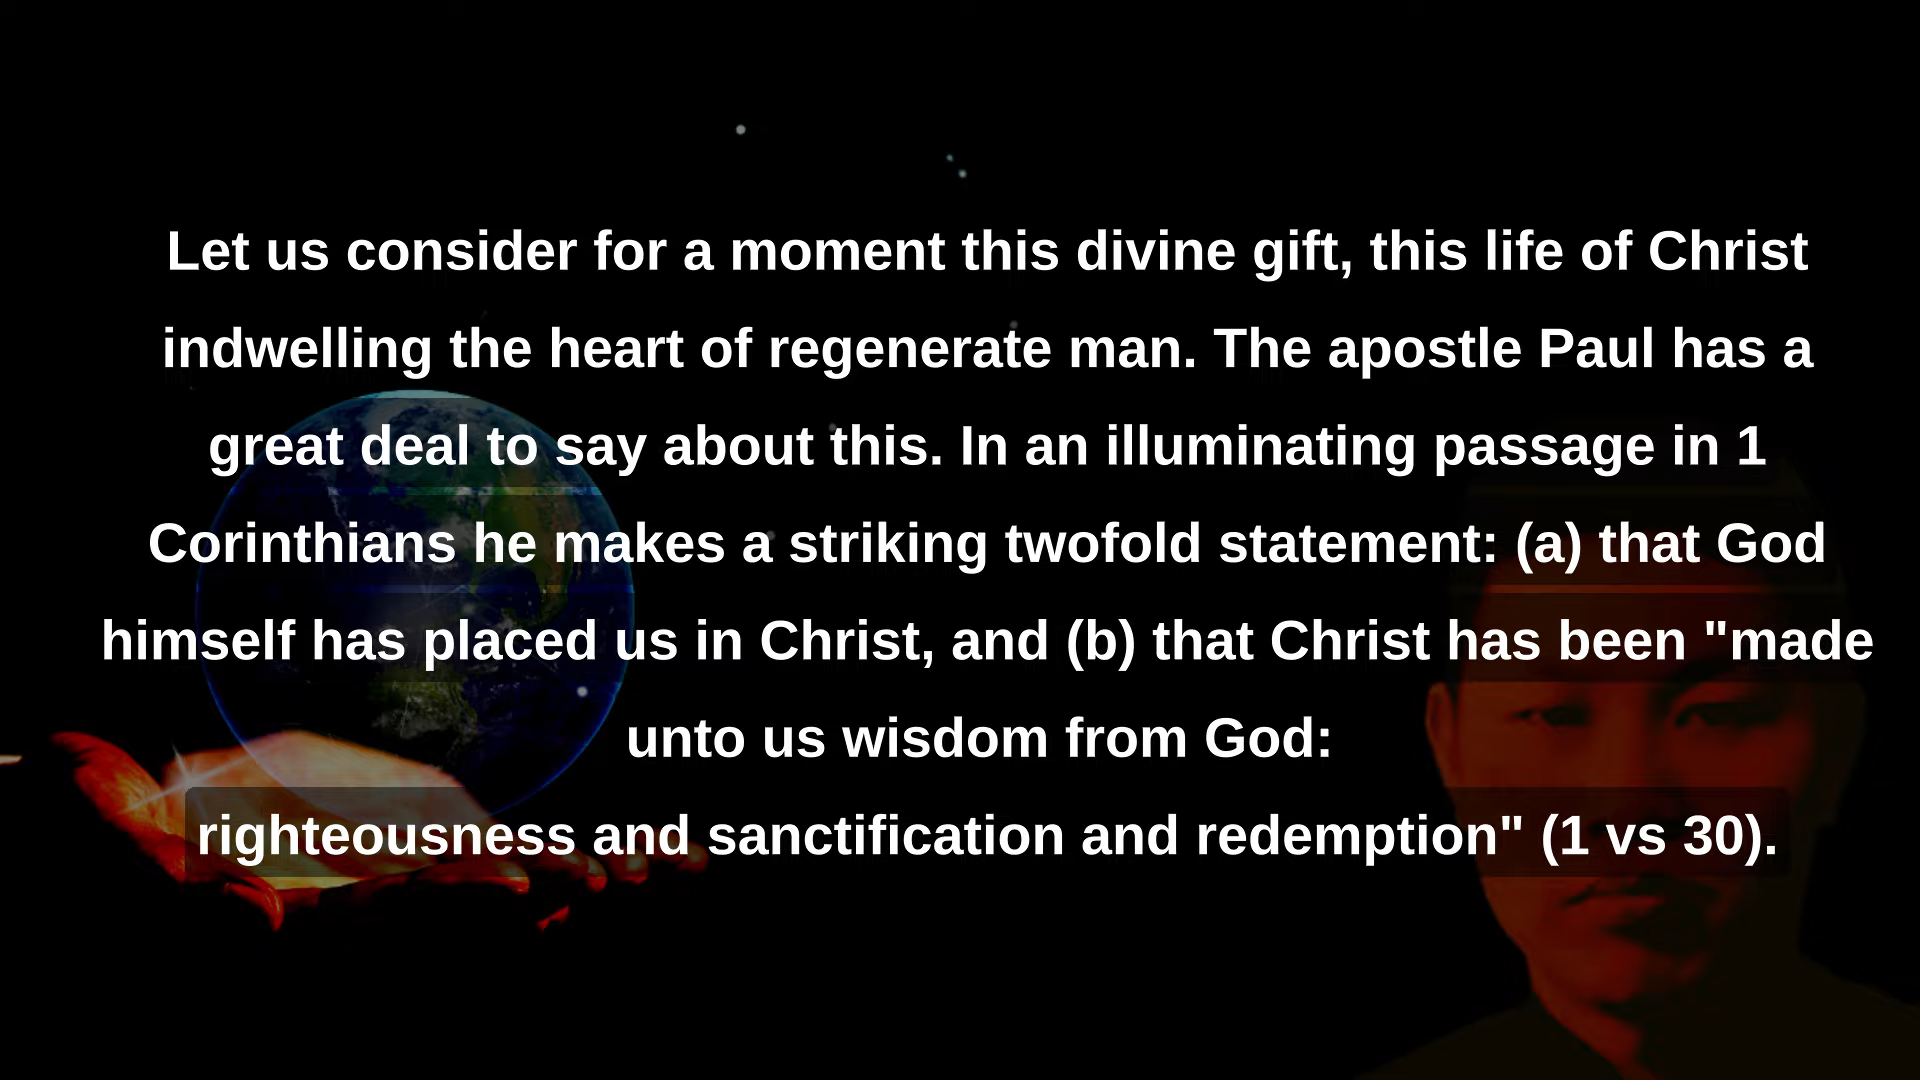 Let us consider for a moment this divine gift, this life of Christ
indwelling the heart of regenerate man. The apostle Paul has a
great deal to say about this. In an illuminating passage in 1
Corinthians he makes a striking twofold statement: (a) that God
himself has placed us in Christ, and (b) that Christ has been "made
unto us wisdom from God:
righteousness and sanctification and redemption" (1 vs 30).